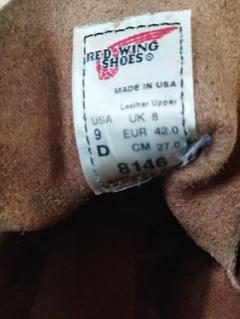 RED WING
SHOES®
MADE IN USA
Leather Upper
USA UK 8
9 EUR 42.0
D CM 27.0
8146